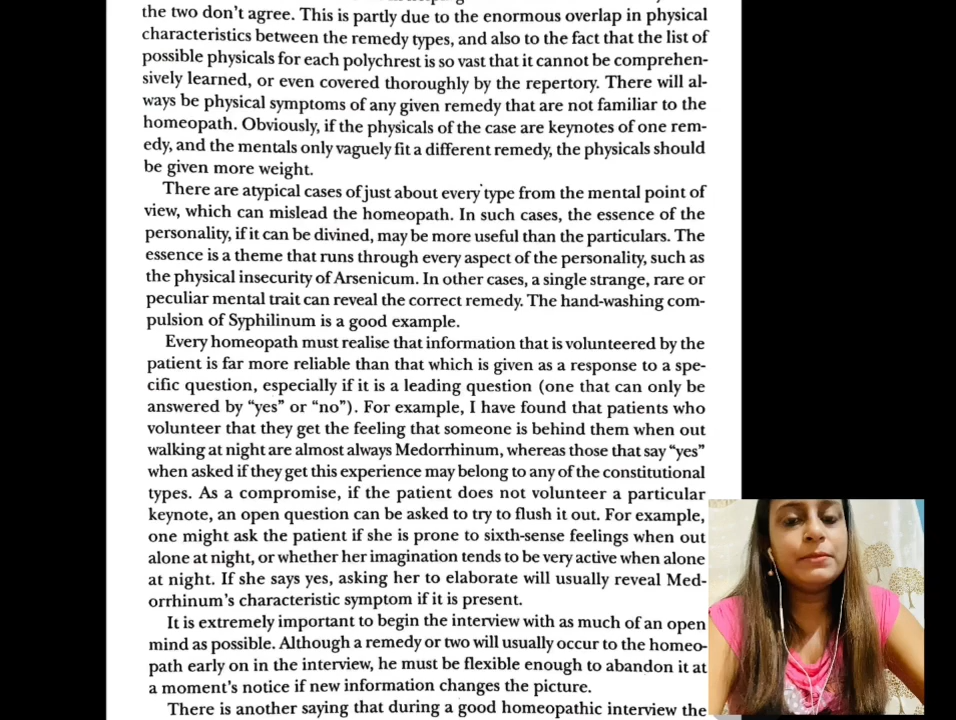 the two don't agree. This is partly due to the enormous overlap in physical
characteristics between the remedy types, and also to the fact that the list of
possible physicals for each polychrest is so vast that it cannot be comprehen-
sively learned, or even covered thoroughly by the repertory. There will al-
ways be physical symptoms of any given remedy that are not familiar to the
homeopath. Obviously, if the physicals of the case are keynotes of one rem-
edy, and the mentals only vaguely fit a different remedy, the physicals should
be given more weight.
There are atypical cases of just about every type from the mental point of
view, which can mislead the homeopath. In such cases, the essence of the
personality, if it can be divined, may be more useful than the particulars. The
essence is a theme that runs through every aspect of the personality, such as
the physical insecurity of Arsenicum. In other cases, a single strange, rare or
peculiar mental trait can reveal the correct remedy. The hand-washing com-
pulsion of Syphilinum is a good example.
Every homeopath must realise that information that is volunteered by the
patient is far more reliable than that which is given as a response to a spe-
cific question, especially if it is a leading question (one that can only be
answered by “yes” or “no”). For example, I have found that patients who
volunteer that they get the feeling that someone is behind them when out
walking at night are almost always Medorrhinum, whereas those that say “yes”
when asked if they get this experience may belong to any of the constitutional
types. As a compromise, if the patient does not volunteer a particular
keynote, an open question can be asked to try to flush it out. For example,
one might ask the patient if she is prone to sixth-sense feelings when out
alone at night, or whether her imagination tends to be very active when alone
at night. If she says yes, asking her to elaborate will usually reveal Med-
orrhinum's characteristic symptom if it is present.
It is extremely important to begin the interview with as much of an open
mind as possible. Although a remedy or two will usually occur to the homeo-
path early on in the interview, he must be flexible enough to abandon it at
a moment's notice if new information changes the picture.
There is another saying that during a good homeopathic interview the